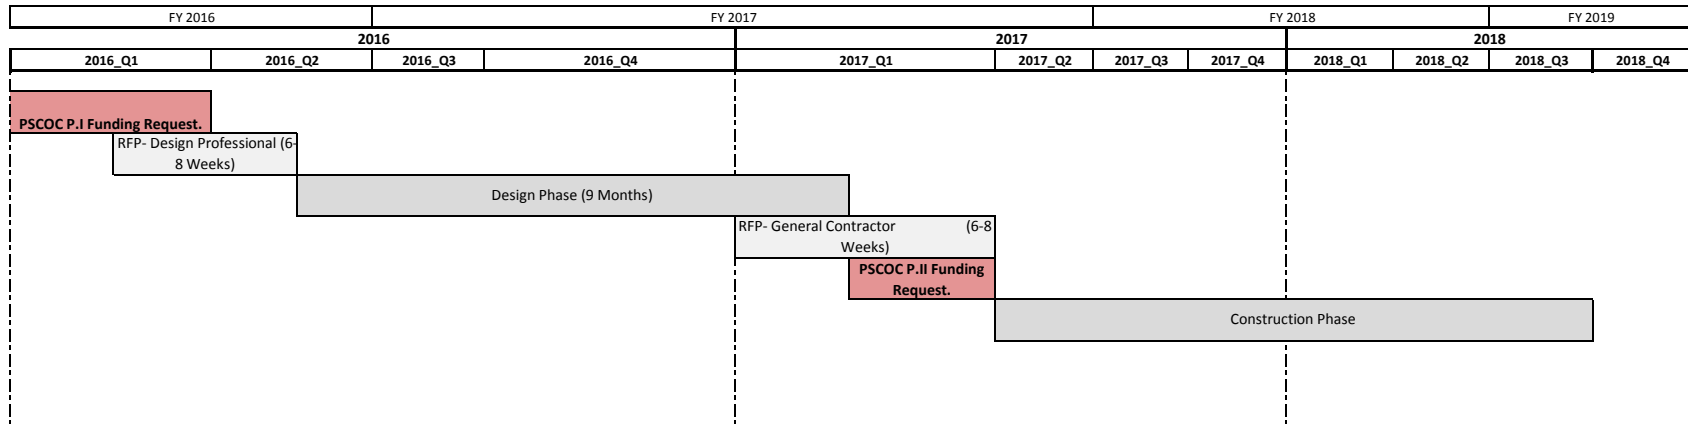 FY 2016 FY 2017 FY 2018 FY 2019
2016 2017 2018
2016_Q1 2016_Q2 2016_Q3 2016_Q4 2017_Q1 2017_Q2 2017_Q3 2017_Q4 2018_Q1 2018_Q2 2018_Q3 2018_Q4
PSCOC P.I Funding Request.
RFP- Design Professional (6-
8 Weeks)
Design Phase (9 Months)
RFP- General Contractor (6-8
Weeks)
PSCOC P.II Funding
Request.
Construction Phase